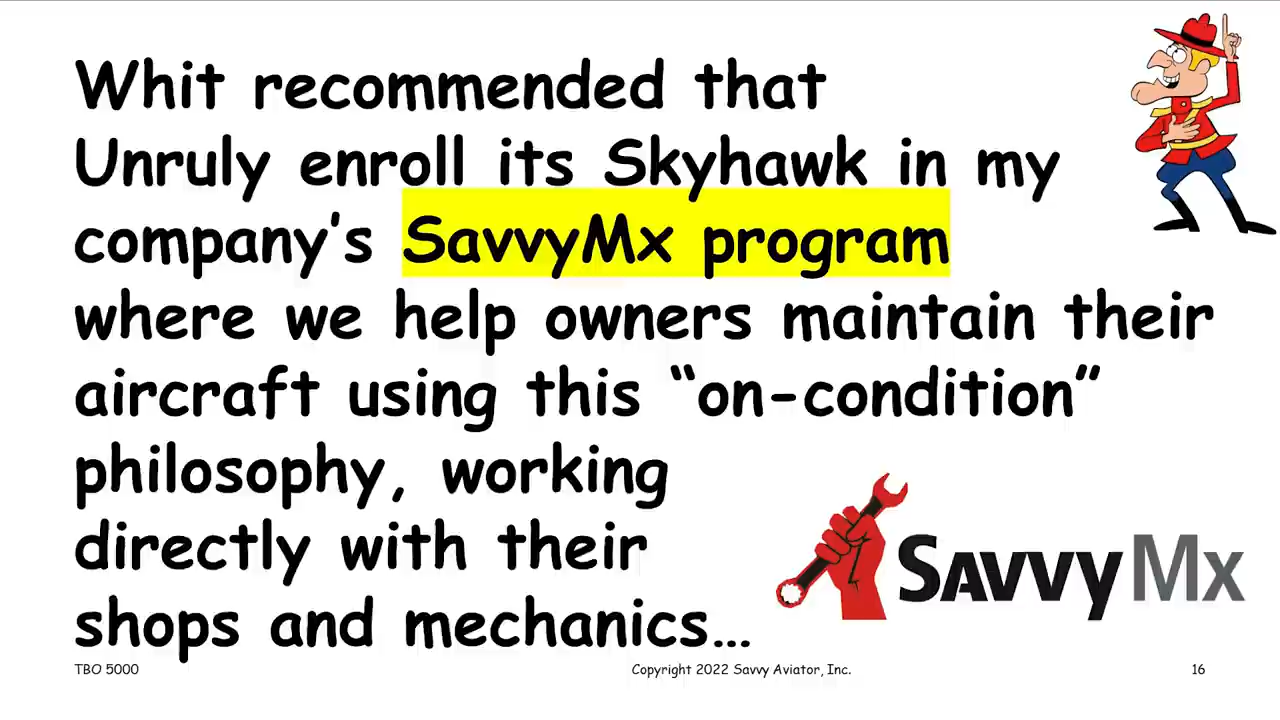 Whit recommended that
Unruly enroll its Skyhawk in my
company's SavvyMx program
where we help owners maintain their
aircraft using this “on-condition”
philosophy, working
directly with their
shops and mechanics…
SavvyMx
TBO 5000
Copyright 2022 Savvy Aviator, Inc.
16